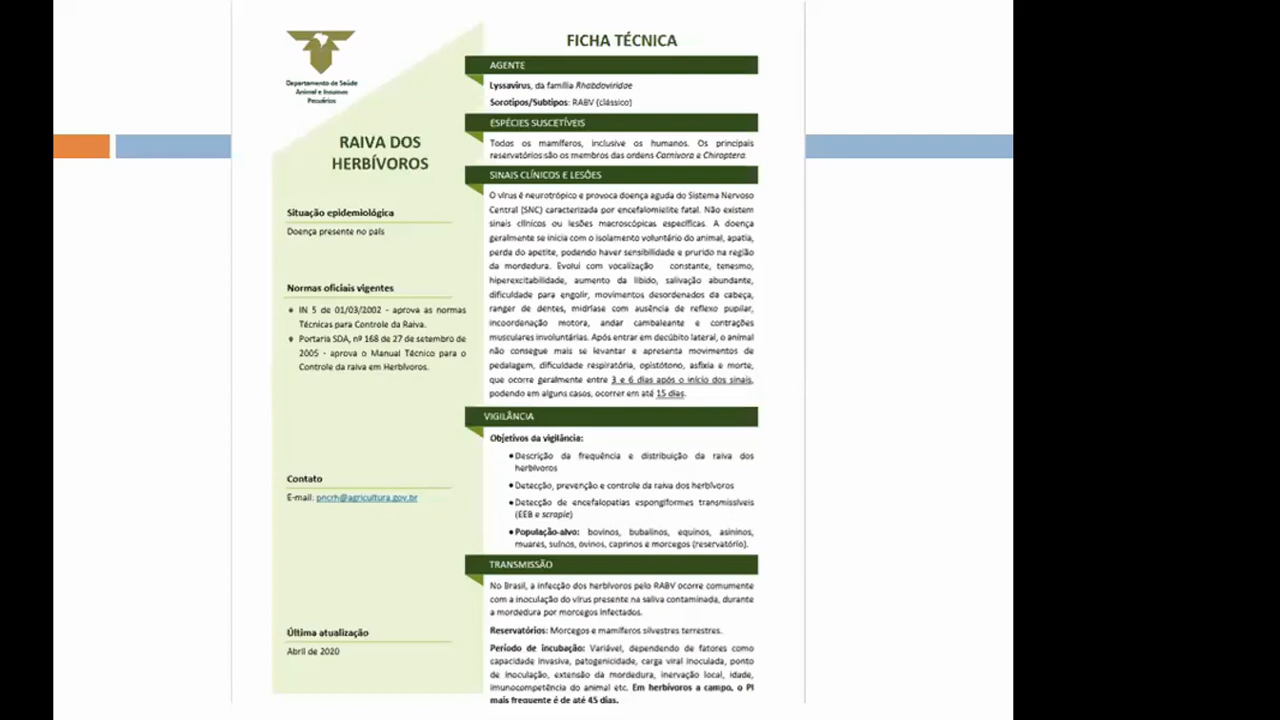 Departamento de Saúde
Animal e Insumos
Pecuários
RAIVA DOS
HERBÍVOROS
Situação epidemiológica
Doença presente no país
Normas oficiais vigentes
• IN 5 de 01/03/2002 - aprova as normas
Técnicas para Controle da Raiva.
• Portaria SDA, nº 168 de 27 de setembro de
2005 - aprova o Manual Técnico para o
Controle da raiva em Herbívoros.
Contato
E-mail: pncrh@agricultura.gov.br
Última atualização
Abril de 2020
FICHA TÉCNICA
AGENTE
Lyssavirus, da família Rhabdoviridae
Sorotipos/Subtipos: RABV (clássico)
ESPÉCIES SUSCETÍVEIS
Todos os mamíferos, inclusive os humanos. Os principais
reservatórios são os membros das ordens Carnivora e Chiroptera.
SINAIS CLÍNICOS E LESÕES
O vírus é neurotrópico e provoca doença aguda do Sistema Nervoso
Central (SNC) caracterizada por encefalomielite fatal. Não existem
sinais clínicos ou lesões macroscópicas específicas. A doença
geralmente se inicia com o isolamento voluntário do animal, apatia,
perda do apetite, podendo haver sensibilidade e prurido na região
da mordedura. Evolui com vocalização constante, tenesmo,
hiperexcitabilidade, aumento da libido, salivação abundante,
dificuldade para engolir, movimentos desordenados da cabeça,
ranger de dentes, midríase com ausência de reflexo pupilar,
incoordenação motora, andar cambaleante e contrações
musculares involuntárias. Após entrar em decúbito lateral, o animal
não consegue mais se levantar e apresenta movimentos de
pedalagem, dificuldade respiratória, opistótono, asfixia e morte,
que ocorre geralmente entre 3 e 6 dias após o início dos sinais,
podendo em alguns casos, ocorrer em até 15 dias.
VIGILÂNCIA
Objetivos da vigilância:
• Descrição da frequência e distribuição da raiva dos
herbívoros
• Detecção, prevenção e controle da raiva dos herbívoros
• Detecção de encefalopatias espongiformes transmissíveis
(EEB e scrapie)
• População-alvo: bovinos, bubalinos, equinos, asininos,
muares, suínos, ovinos, caprinos e morcegos (reservatório).
TRANSMISSÃO
No Brasil, a infecção dos herbívoros pelo RABV ocorre comumente
com a inoculação do vírus presente na saliva contaminada, durante
a mordedura por morcegos infectados.
Reservatórios: Morcegos e mamíferos silvestres terrestres.
Período de incubação: Variável, dependendo de fatores como
capacidade invasiva, patogenicidade, carga viral inoculada, ponto
de inoculação, extensão da mordedura, inervação local, idade,
imunocompetência do animal etc. Em herbívoros a campo, o PI
mais frequente é de até 45 dias.